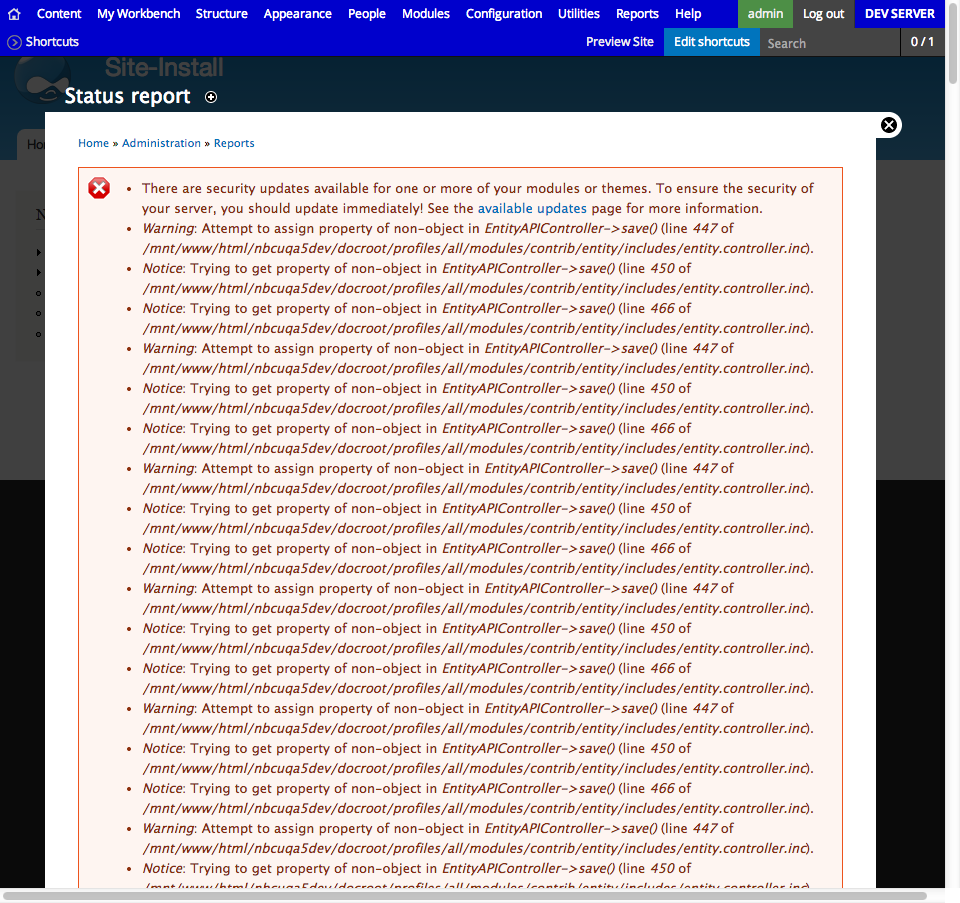 Content My Workbench Structure Appearance People Modules Configuration Utilities Reports Help admin Log out DEV SERVER
Shortcuts Preview Site Edit shortcuts Search 0 / 1
Site-Install
Status report
Ho
Home » Administration » Reports
N
There are security updates available for one or more of your modules or themes. To ensure the security of
your server, you should update immediately! See the available updates page for more information.
Warning: Attempt to assign property of non-object in EntityAPIController->save() (line 447 of
/mnt/www/html/nbcuqa5dev/docroot/profiles/all/modules/contrib/entity/includes/entity.controller.inc).
Notice: Trying to get property of non-object in EntityAPIController->save() (line 450 of
/mnt/www/html/nbcuqa5dev/docroot/profiles/all/modules/contrib/entity/includes/entity.controller.inc).
Notice: Trying to get property of non-object in EntityAPIController->save() (line 466 of
/mnt/www/html/nbcuqa5dev/docroot/profiles/all/modules/contrib/entity/includes/entity.controller.inc).
Warning: Attempt to assign property of non-object in EntityAPIController->save() (line 447 of
/mnt/www/html/nbcuqa5dev/docroot/profiles/all/modules/contrib/entity/includes/entity.controller.inc).
Notice: Trying to get property of non-object in EntityAPIController->save() (line 450 of
/mnt/www/html/nbcuqa5dev/docroot/profiles/all/modules/contrib/entity/includes/entity.controller.inc).
Notice: Trying to get property of non-object in EntityAPIController->save() (line 466 of
/mnt/www/html/nbcuqa5dev/docroot/profiles/all/modules/contrib/entity/includes/entity.controller.inc).
Warning: Attempt to assign property of non-object in EntityAPIController->save() (line 447 of
/mnt/www/html/nbcuqa5dev/docroot/profiles/all/modules/contrib/entity/includes/entity.controller.inc).
Notice: Trying to get property of non-object in EntityAPIController->save() (line 450 of
/mnt/www/html/nbcuqa5dev/docroot/profiles/all/modules/contrib/entity/includes/entity.controller.inc).
Notice: Trying to get property of non-object in EntityAPIController->save() (line 466 of
/mnt/www/html/nbcuqa5dev/docroot/profiles/all/modules/contrib/entity/includes/entity.controller.inc).
Warning: Attempt to assign property of non-object in EntityAPIController->save() (line 447 of
/mnt/www/html/nbcuqa5dev/docroot/profiles/all/modules/contrib/entity/includes/entity.controller.inc).
Notice: Trying to get property of non-object in EntityAPIController->save() (line 450 of
/mnt/www/html/nbcuqa5dev/docroot/profiles/all/modules/contrib/entity/includes/entity.controller.inc).
Notice: Trying to get property of non-object in EntityAPIController->save() (line 466 of
/mnt/www/html/nbcuqa5dev/docroot/profiles/all/modules/contrib/entity/includes/entity.controller.inc).
Warning: Attempt to assign property of non-object in EntityAPIController->save() (line 447 of
/mnt/www/html/nbcuqa5dev/docroot/profiles/all/modules/contrib/entity/includes/entity.controller.inc).
Notice: Trying to get property of non-object in EntityAPIController->save() (line 450 of
/mnt/www/html/nbcuqa5dev/docroot/profiles/all/modules/contrib/entity/includes/entity.controller.inc).
Notice: Trying to get property of non-object in EntityAPIController->save() (line 466 of
/mnt/www/html/nbcuqa5dev/docroot/profiles/all/modules/contrib/entity/includes/entity.controller.inc).
Warning: Attempt to assign property of non-object in EntityAPIController->save() (line 447 of
/mnt/www/html/nbcuqa5dev/docroot/profiles/all/modules/contrib/entity/includes/entity.controller.inc).
Notice: Trying to get property of non-object in EntityAPIController->save() (line 450 of
/mnt/www/html/nbcuqa5dev/docroot/profiles/all/modules/contrib/entity/includes/entity.controller.inc).